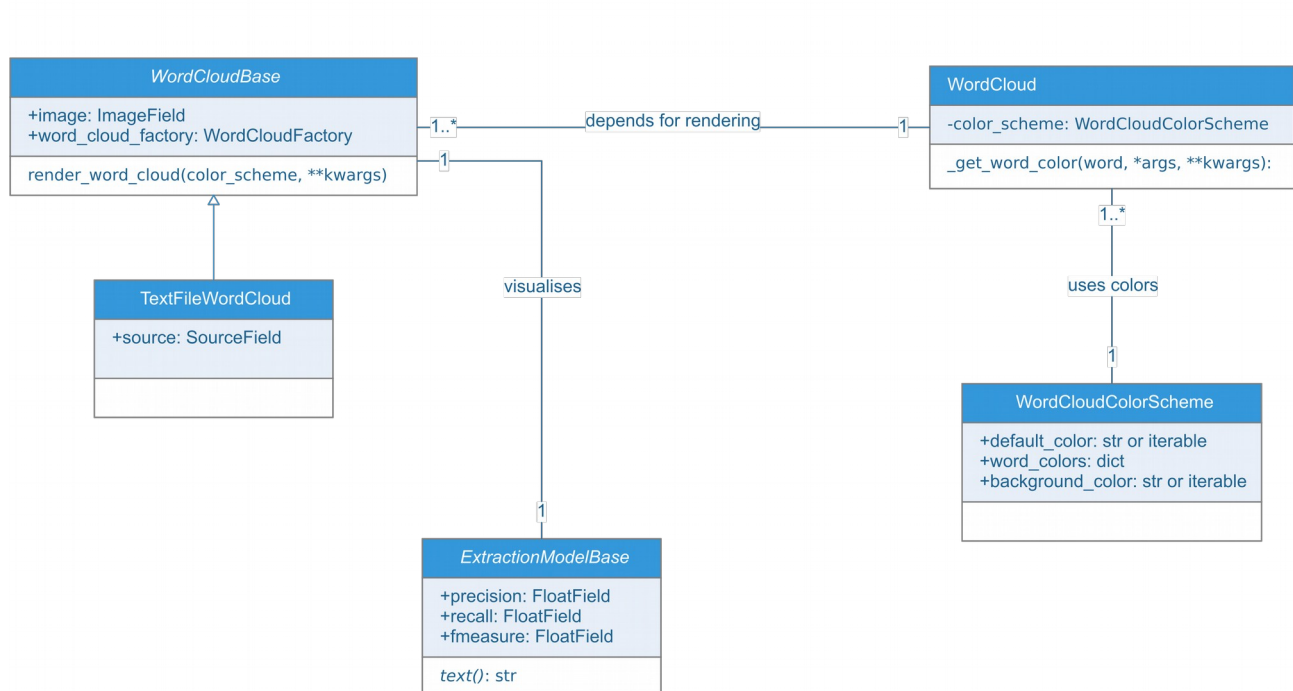 WordCloudBase
+image: ImageField
+word_cloud_factory: WordCloudFactory
render_word_cloud(color_scheme, **kwargs)
1..*
depends for rendering
1
WordCloud
-color_scheme: WordCloudColorScheme
_get_word_color(word, *args, **kwargs):
1
1..*
visualises
uses colors
TextFileWordCloud
+source: SourceField
1
WordCloudColorScheme
+default_color: str or iterable
+word_colors: dict
+background_color: str or iterable
1
ExtractionModelBase
+precision: FloatField
+recall: FloatField
+fmeasure: FloatField
text(): str